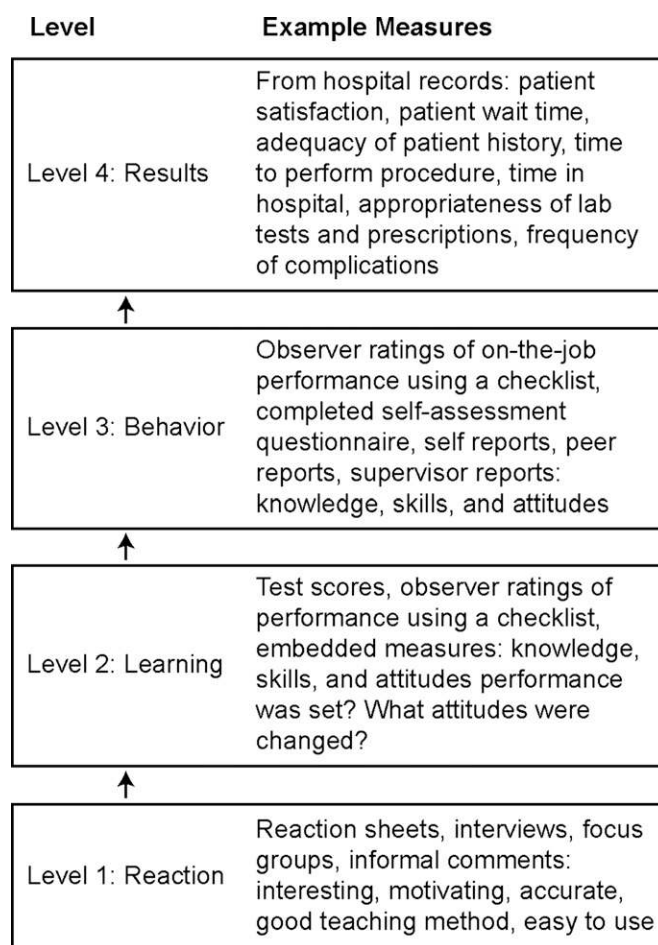 Level Example Measures
Level 4: Results
From hospital records: patient
satisfaction, patient wait time,
adequacy of patient history, time
to perform procedure, time in
hospital, appropriateness of lab
tests and prescriptions, frequency
of complications
Level 3: Behavior
Observer ratings of on-the-job
performance using a checklist,
completed self-assessment
questionnaire, self reports, peer
reports, supervisor reports:
knowledge, skills, and attitudes
Level 2: Learning
Test scores, observer ratings of
performance using a checklist,
embedded measures: knowledge,
skills, and attitudes performance
was set? What attitudes were
changed?
Level 1: Reaction
Reaction sheets, interviews, focus
groups, informal comments:
interesting, motivating, accurate,
good teaching method, easy to use